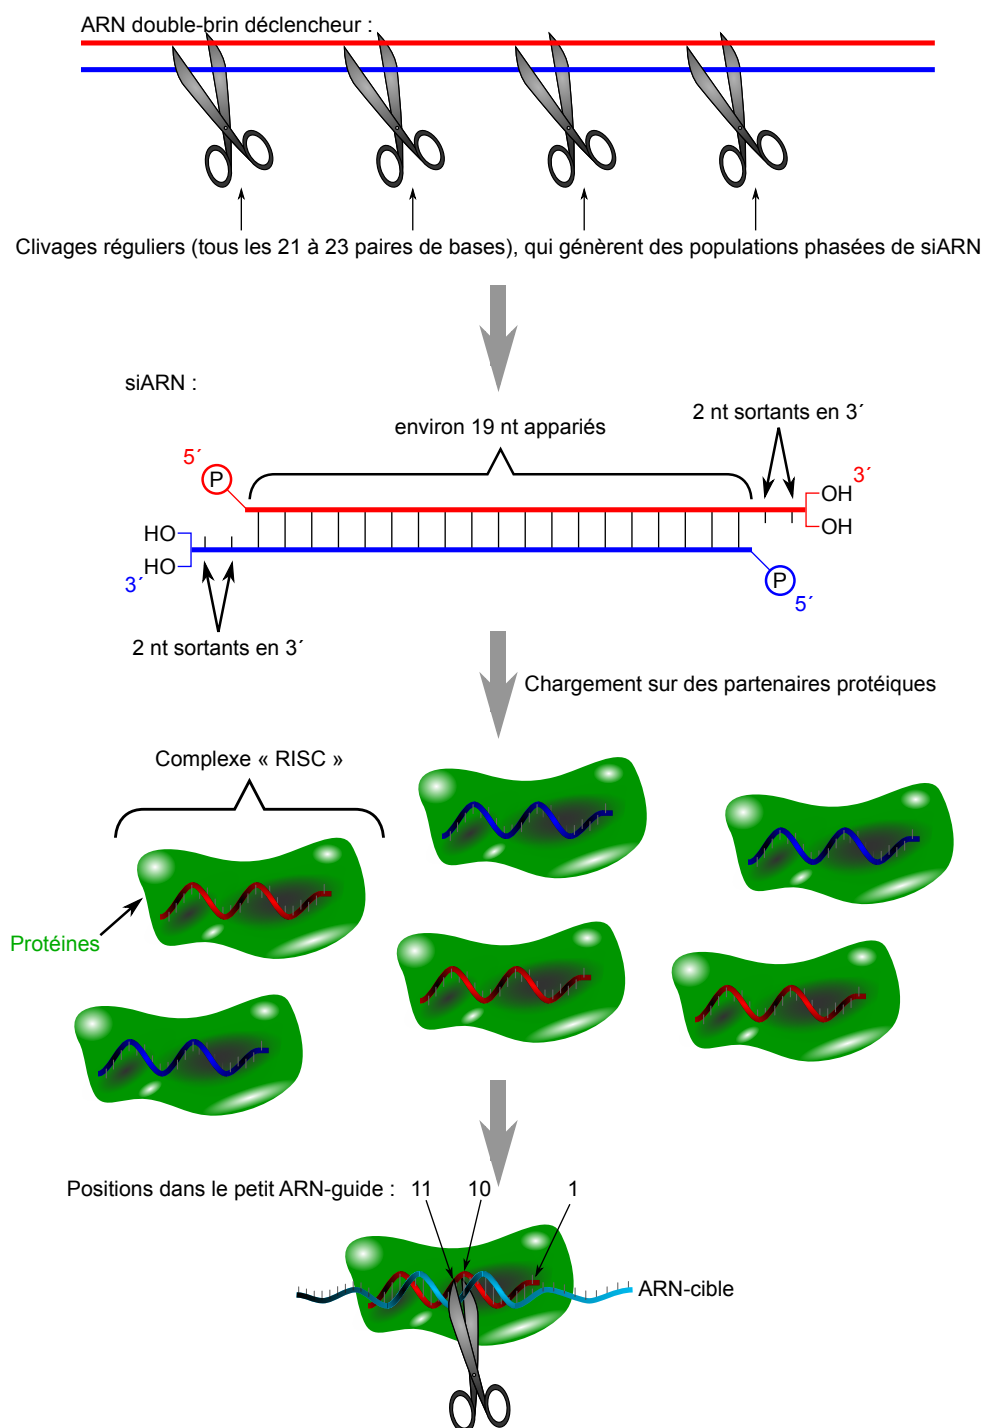 ARN double-brin déclencheur :
Clivages réguliers (tous les 21 à 23 paires de bases), qui génèrent des populations phasées de siARN
siARN :
2 nt sortants en 3´
environ 19 nt appariés
5´
P
OH 3´
OH
HO
HO
3´
P
5´
2 nt sortants en 3´
Chargement sur des partenaires protéiques
Complexe « RISC »
Protéines
Positions dans le petit ARN-guide : 11 10 1
ARN-cible